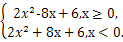 2x²-8x+6,x≥ 0,
2x² + 8x + 6,x < 0.